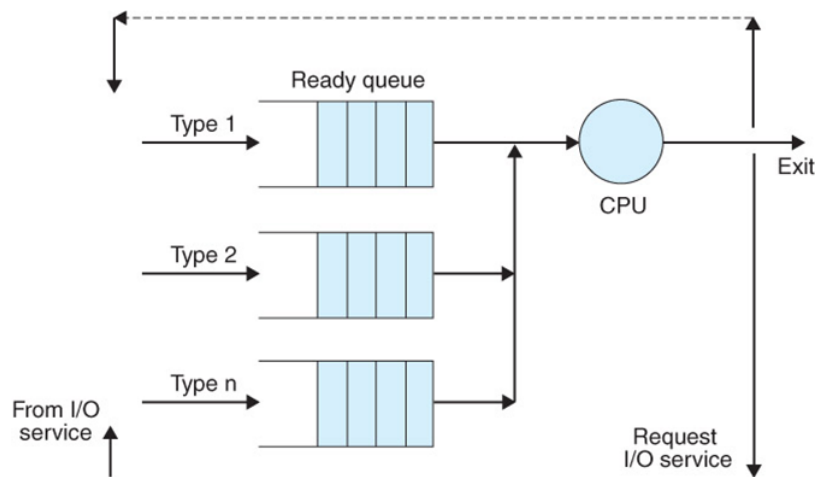 Ready queue
Type 1
Exit
CPU
Type 2
Type n
From I/O
service
Request
I/O service